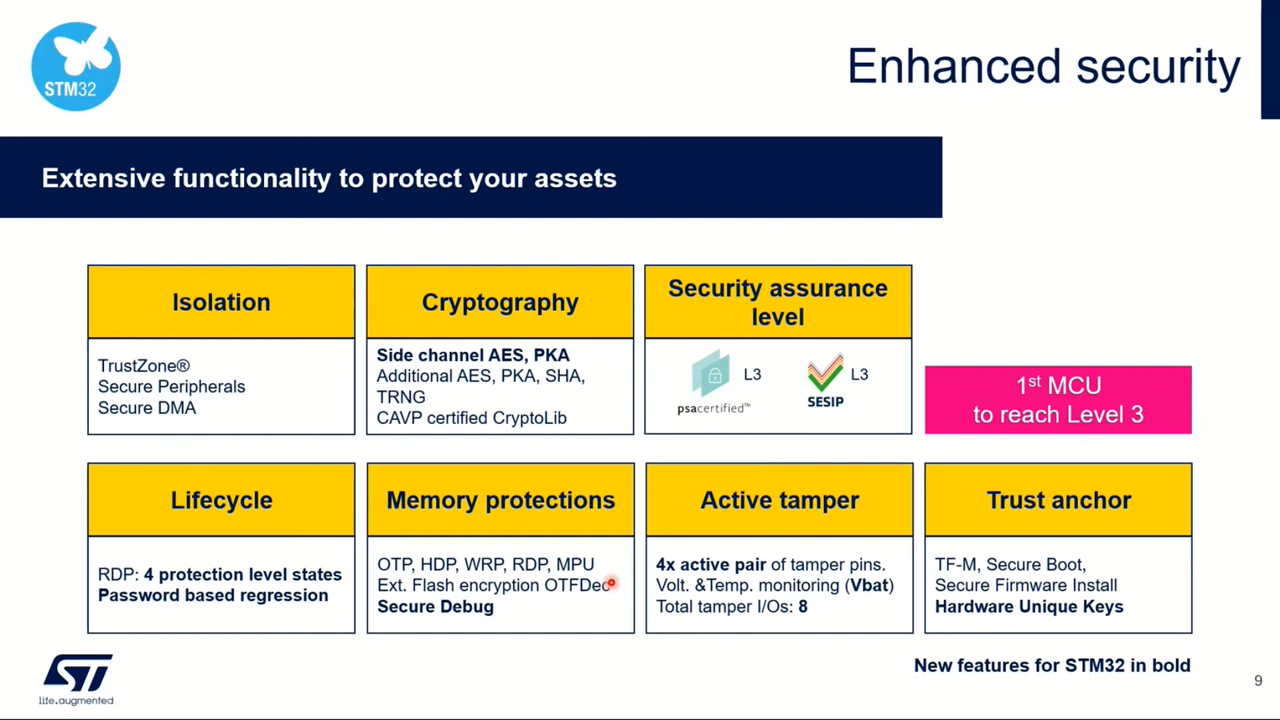 STM32
Enhanced security
Extensive functionality to protect your assets
Isolation
TrustZone®
Secure Peripherals
Secure DMA
Cryptography
Side channel AES, PKA
Additional AES, PKA, SHA,
TRNG
CAVP certified CryptoLib
Security assurance
level
psacertified™
L3
SESIP
L3
1st MCU
to reach Level 3
Lifecycle
RDP: 4 protection level states
Password based regression
Memory protections
OTP, HDP, WRP, RDP, MPU
Ext. Flash encryption OTFDec
Secure Debug
Active tamper
4x active pair of tamper pins.
Volt. &Temp. monitoring (Vbat)
Total tamper I/Os: 8
Trust anchor
TF-M, Secure Boot,
Secure Firmware Install
Hardware Unique Keys
ST
life.augmented
New features for STM32 in bold
9